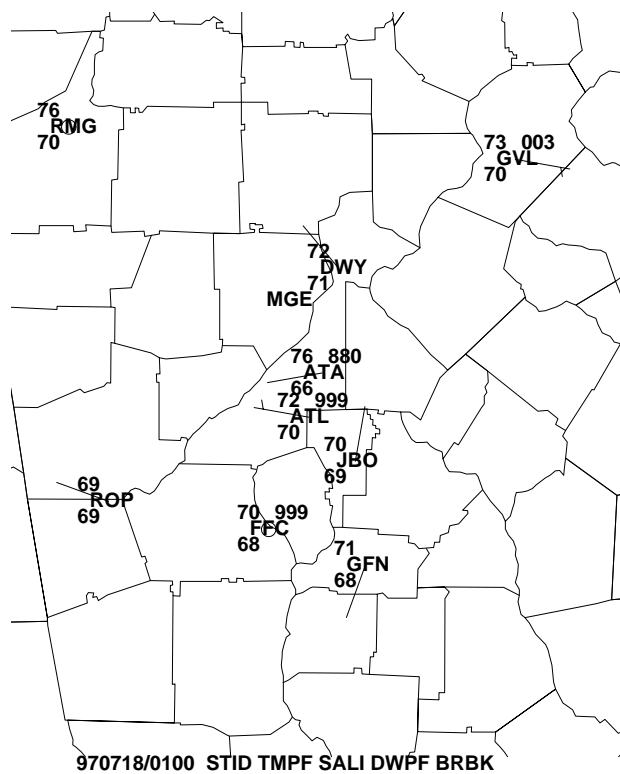 76
RMG
70
73 003
GVL
70
72
DWY
71
MGE
76 880
ATA
66
72 999
ATL
70
70
JBO
69
69
ROP
69
70 999
FFC
68
71
GFN
68
970718/0100 STID TMPF SALI DWPF BRBK